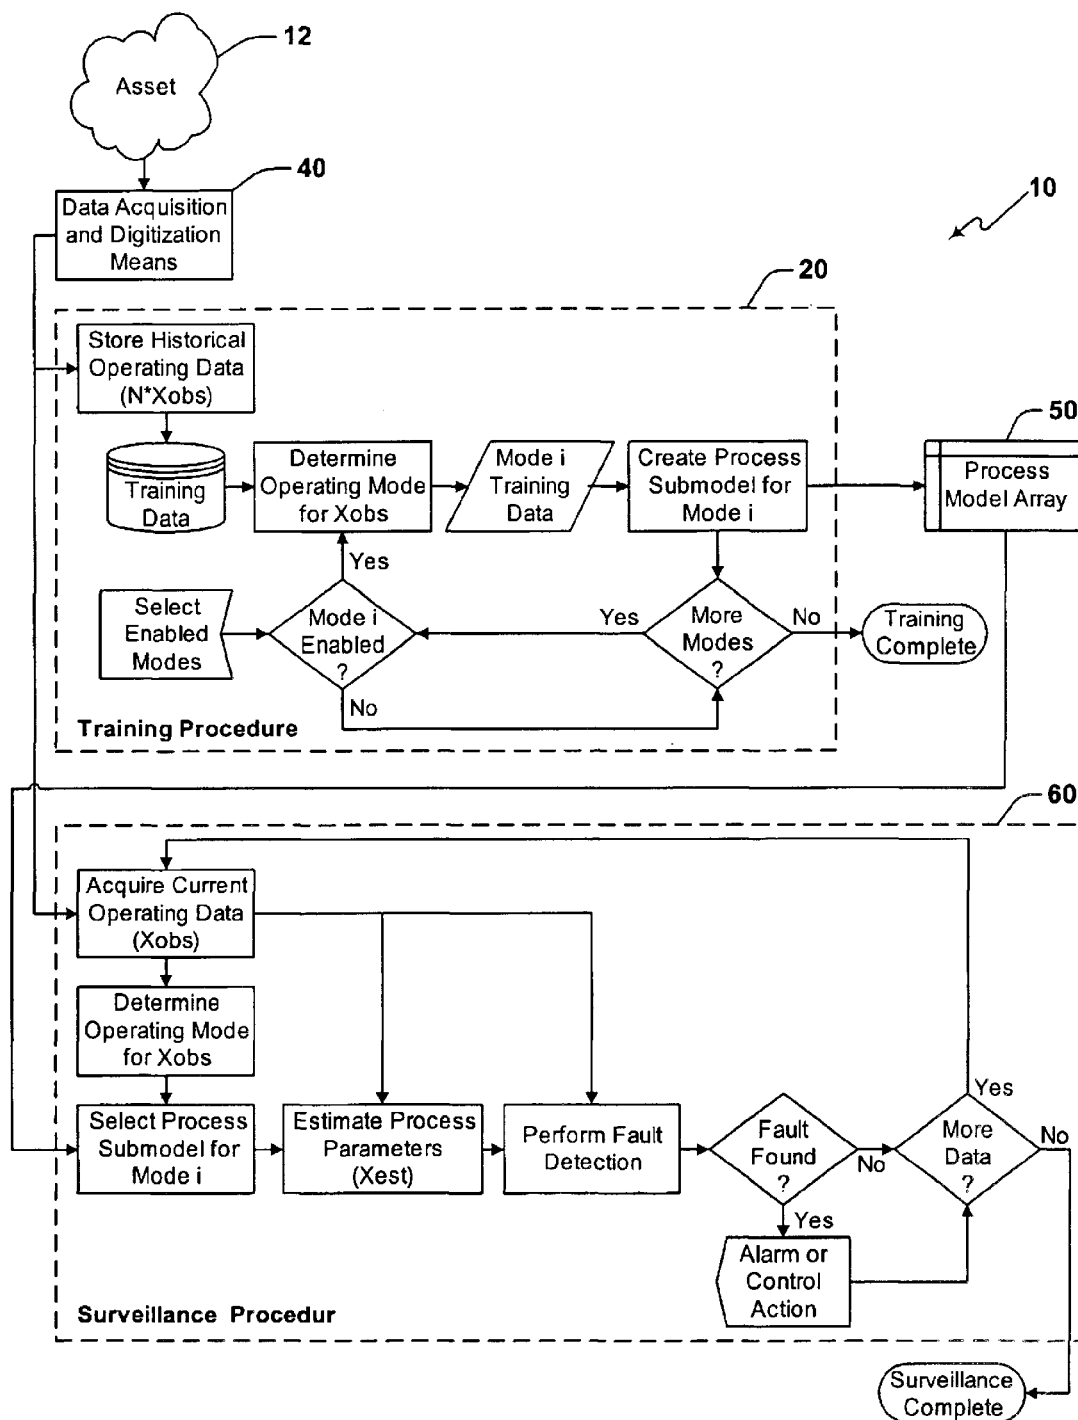 12
Asset
40
Data Acquisition
and Digitization
Means
10
20
Store Historical
Operating Data
(N*Xobs)
50
Training
Data
Determine
Operating Mode
for Xobs
Mode i
Training
Data
Create Process
Submodel for
Mode i
Process
Model Array
Yes
Select
Enabled
Modes
Mode i
Enabled
?
Yes
More
Modes
?
No
Training
Complete
No
Training Procedure
60
Acquire Current
Operating Data
(Xobs)
Determine
Operating Mode
for Xobs
Yes
Select Process
Submodel for
Mode i
Estimate Process
Parameters
(Xest)
Perform Fault
Detection
Fault
Found
?
No
More
Data
?
No
Yes
Alarm or
Control
Action
Surveillance Procedur
Surveillance
Complete